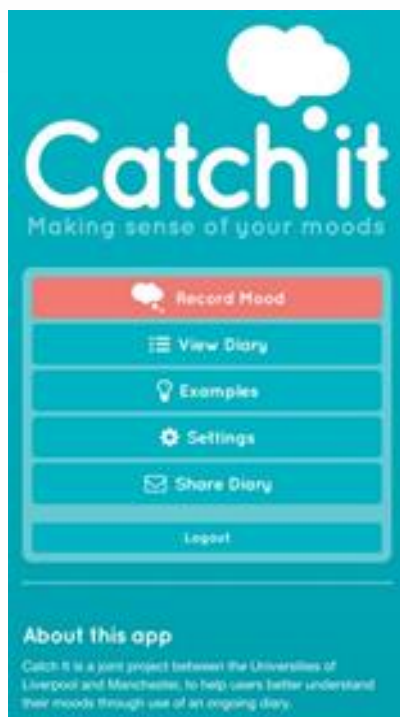 Catch it
Making sense of your moods
Record Mood
View Diary
Examples
Settings
Share Diary
Logout
About this app
Catch It is a joint project between the Universities of
Liverpool and Manchester, to help users better understand
their moods through use of an ongoing diary.